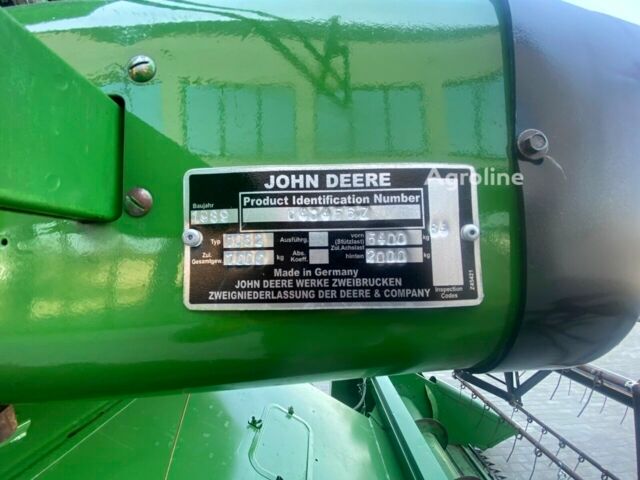 Agroline
JOHN DEERE
Baujahr Product Identification Number
Typ Ausführg. vorn (Stützlast) kg
Zul. Gesamtgew. kg Abs. Koeff. Zul.Achslast hinten 2000 kg
Made in Germany
JOHN DEERE WERKE ZWEIBRUCKEN
ZWEIGNIEDERLASSUNG DER DEERE & COMPANY
Inspection Codes